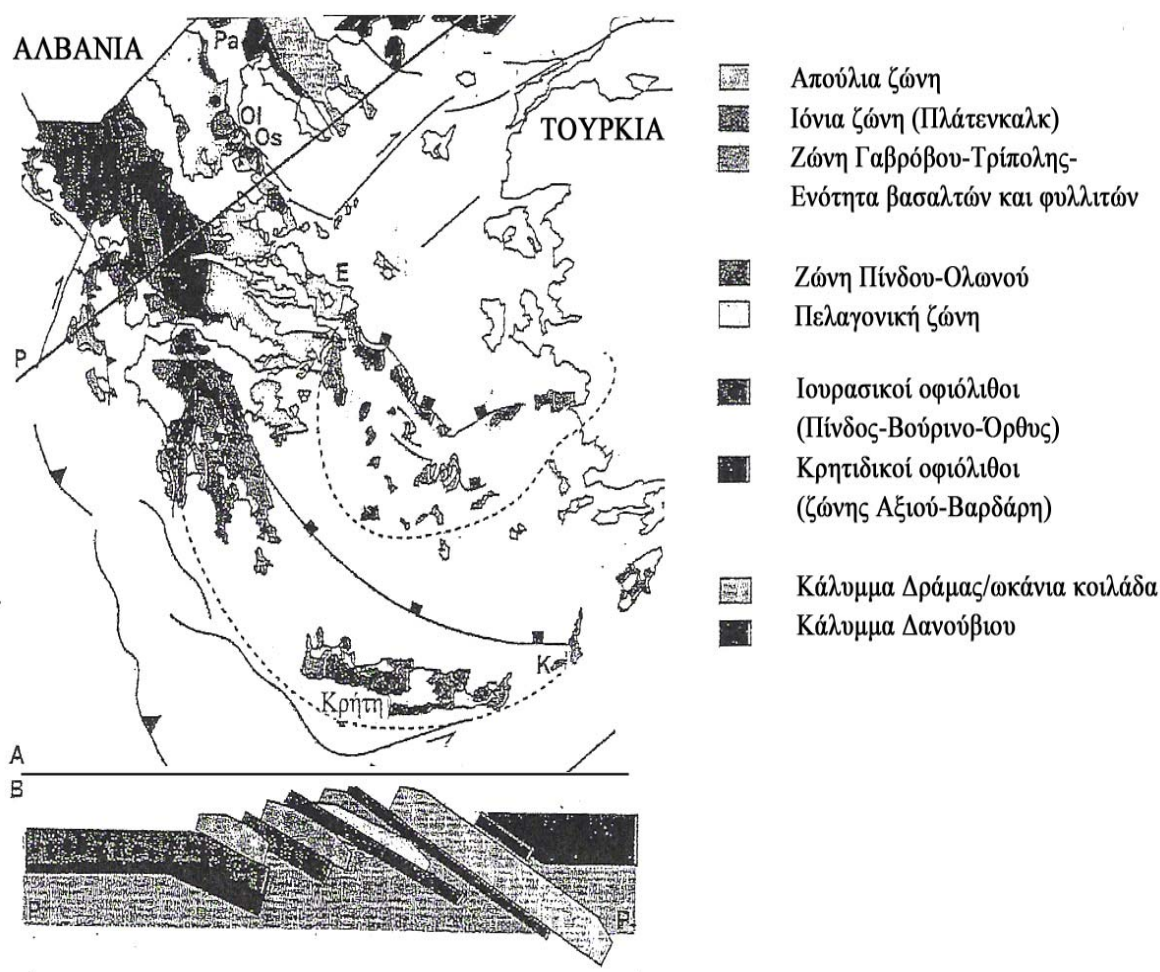 ΑΛΒΑΝΙΑ
Pa
Ol
Os
ΤΟΥΡΚΙΑ
E
P
K
Κρήτη
A
B
P
P
Απούλια ζώνη
Ιόνια ζώνη (Πλάτενκαλκ)
Ζώνη Γαβρόβου-Τρίπολης-
Ενότητα βασαλτών και φυλλιτών
Ζώνη Πίνδου-Ολωνού
Πελαγονική ζώνη
Ιουρασικοί οφιόλιθοι
(Πίνδος-Βούρινο-Όρθυς)
Κρητιδικοί οφιόλιθοι
(ζώνης Αξιού-Βαρδάρη)
Κάλυμμα Δράμας/ωκάνια κοιλάδα
Κάλυμμα Δανούβιου